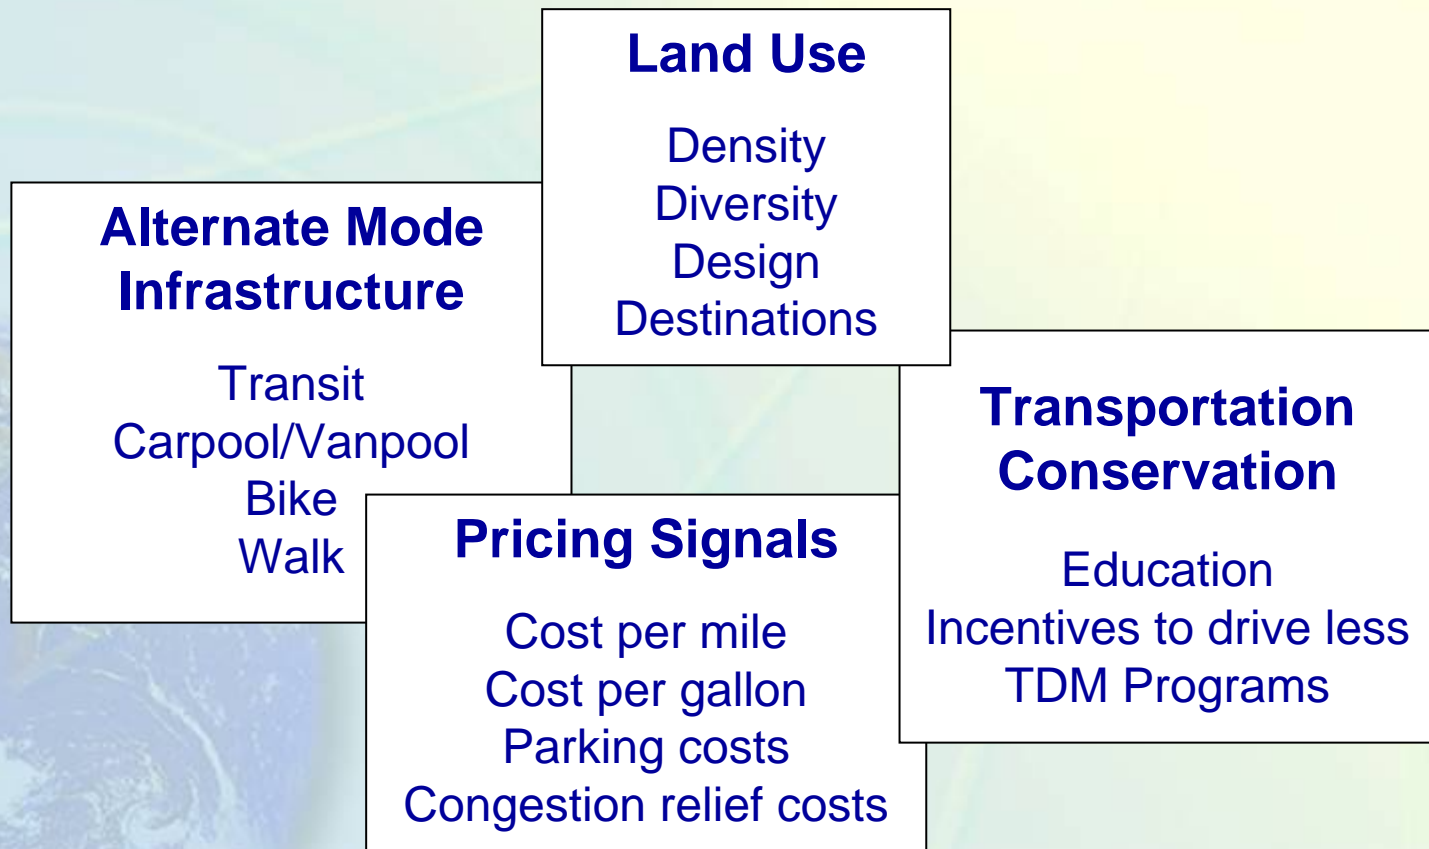 Land Use
Density
Diversity
Design
Destinations
Alternate Mode
Infrastructure
Transit
Carpool/Vanpool
Bike
Walk
Pricing Signals
Cost per mile
Cost per gallon
Parking costs
Congestion relief costs
Transportation
Conservation
Education
Incentives to drive less
TDM Programs